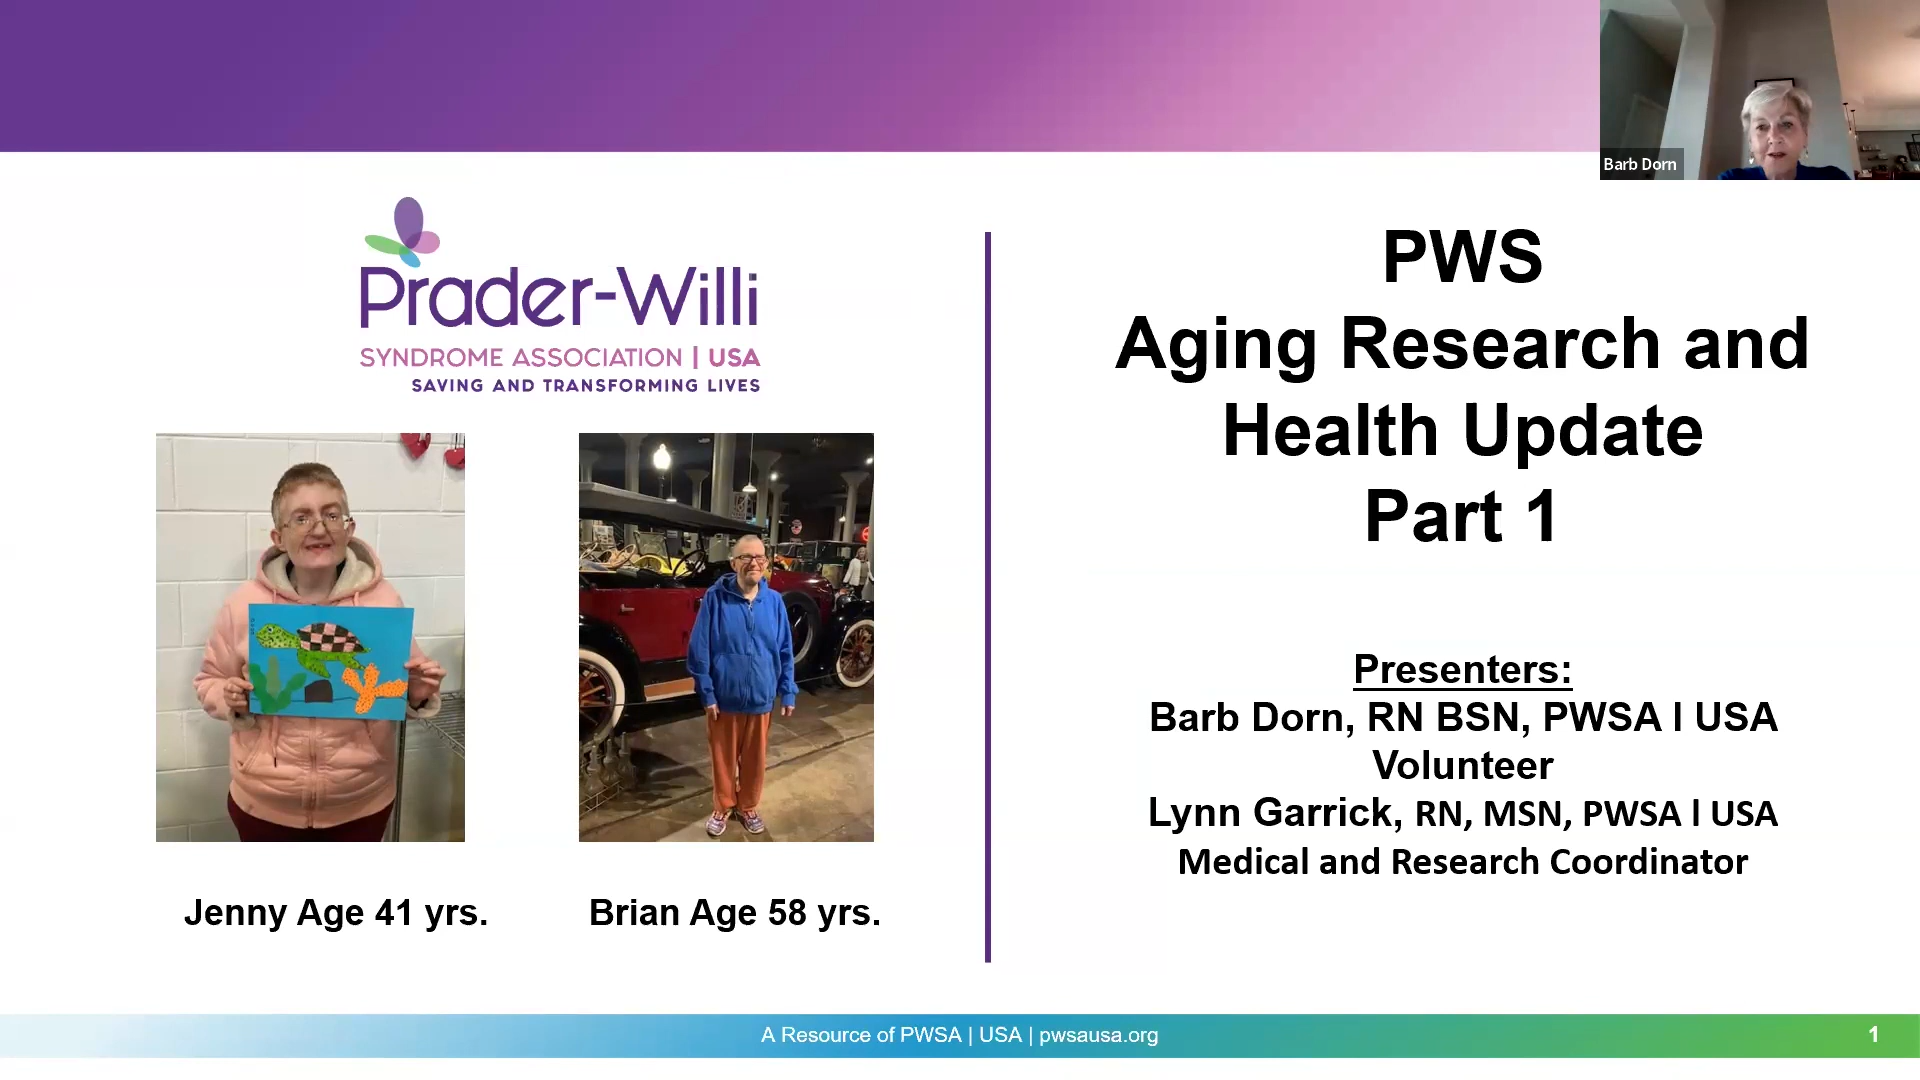 Barb Dorn
Prader-Willi
SYNDROME ASSOCIATION | USA
SAVING AND TRANSFORMING LIVES
Jenny Age 41 yrs.
Brian Age 58 yrs.
PWS
Aging Research and
Health Update
Part 1
Presenters:
Barb Dorn, RN BSN, PWSA l USA
Volunteer
Lynn Garrick, RN, MSN, PWSA l USA
Medical and Research Coordinator
A Resource of PWSA | USA | pwsausa.org
1